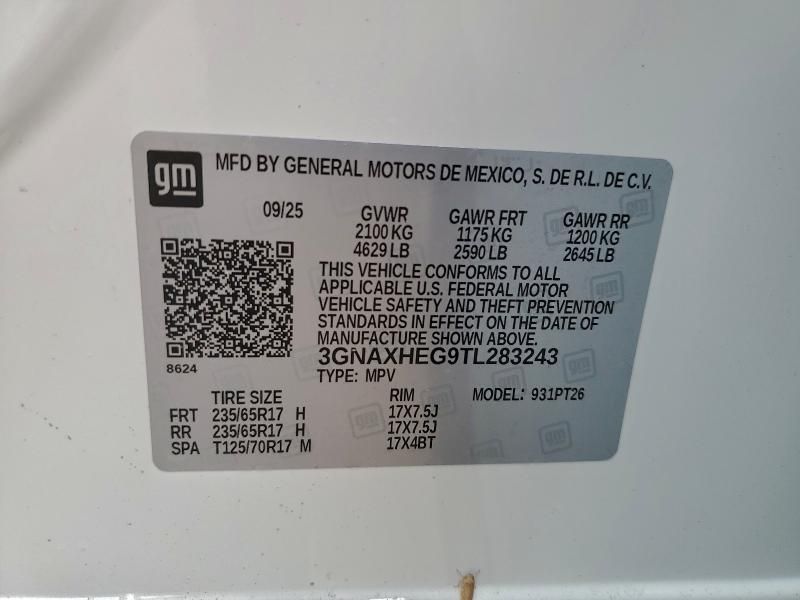 gm MFD BY GENERAL MOTORS DE MEXICO, S. DE R.L. DE C.V.
09/25 GVWR GAWR FRT GAWR RR
2100 KG 1175 KG 1200 KG
4629 LB 2590 LB 2645 LB
THIS VEHICLE CONFORMS TO ALL
APPLICABLE U.S. FEDERAL MOTOR
VEHICLE SAFETY AND THEFT PREVENTION
STANDARDS IN EFFECT ON THE DATE OF
MANUFACTURE SHOWN ABOVE.
3GNAXHEG9TL283243
8624
TYPE: MPV
TIRE SIZE RIM MODEL: 931PT26
FRT 235/65R17 H 17X7.5J
RR 235/65R17 H 17X7.5J
SPA T125/70R17 M 17X4BT